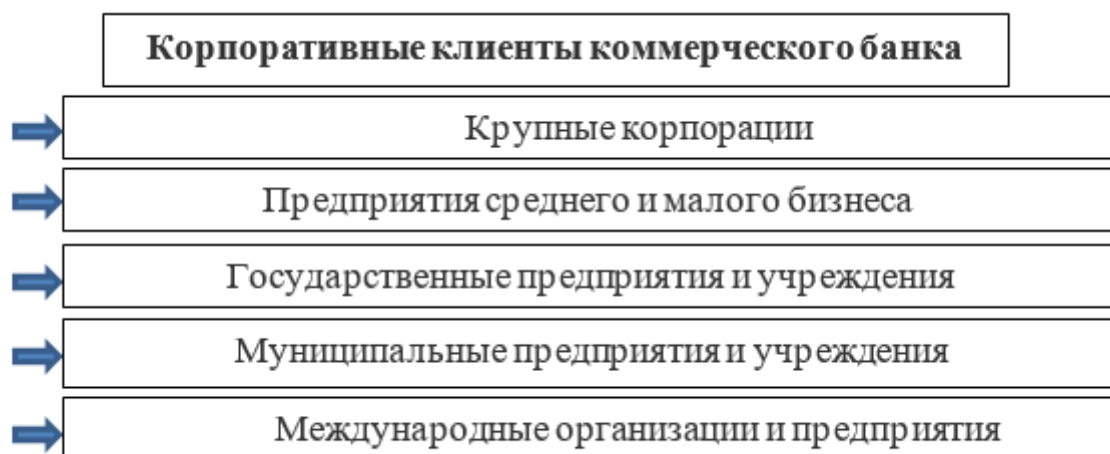 Корпоративные клиенты коммерческого банка
Крупные корпорации
Предприятия среднего и малого бизнеса
Государственные предприятия и учреждения
Муниципальные предприятия и учреждения
Международные организации и предприятия